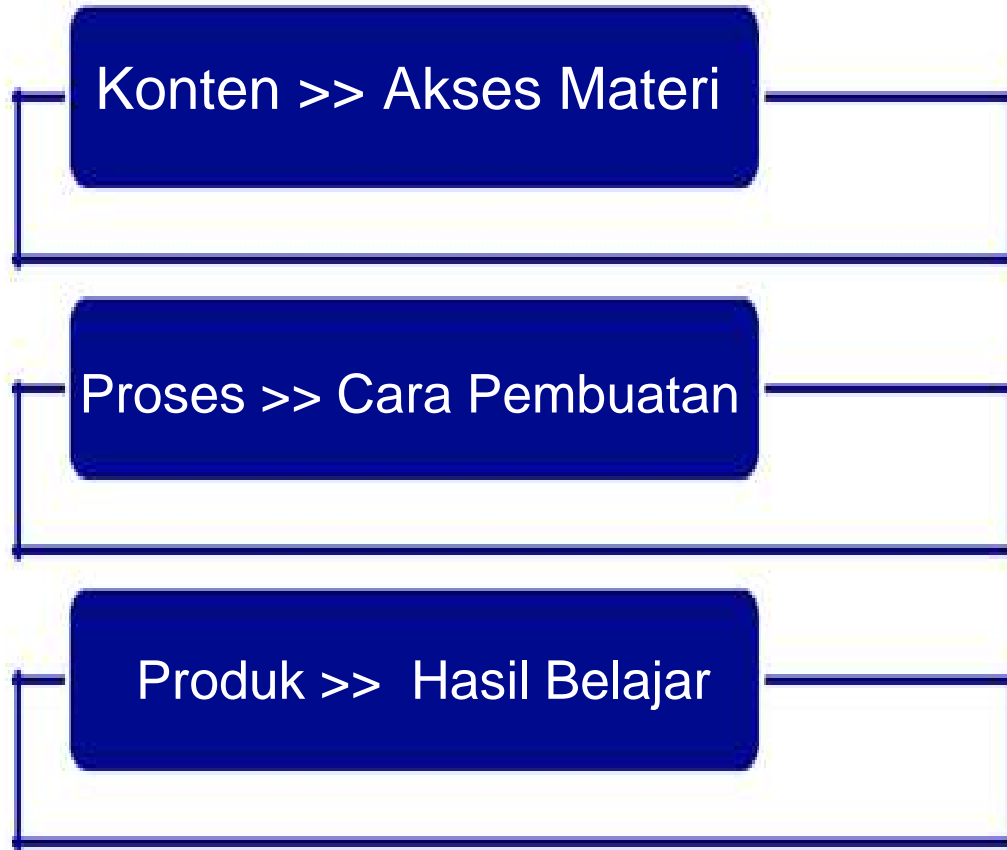 Konten >> Akses Materi
Proses >> Cara Pembuatan
Produk >> Hasil Belajar